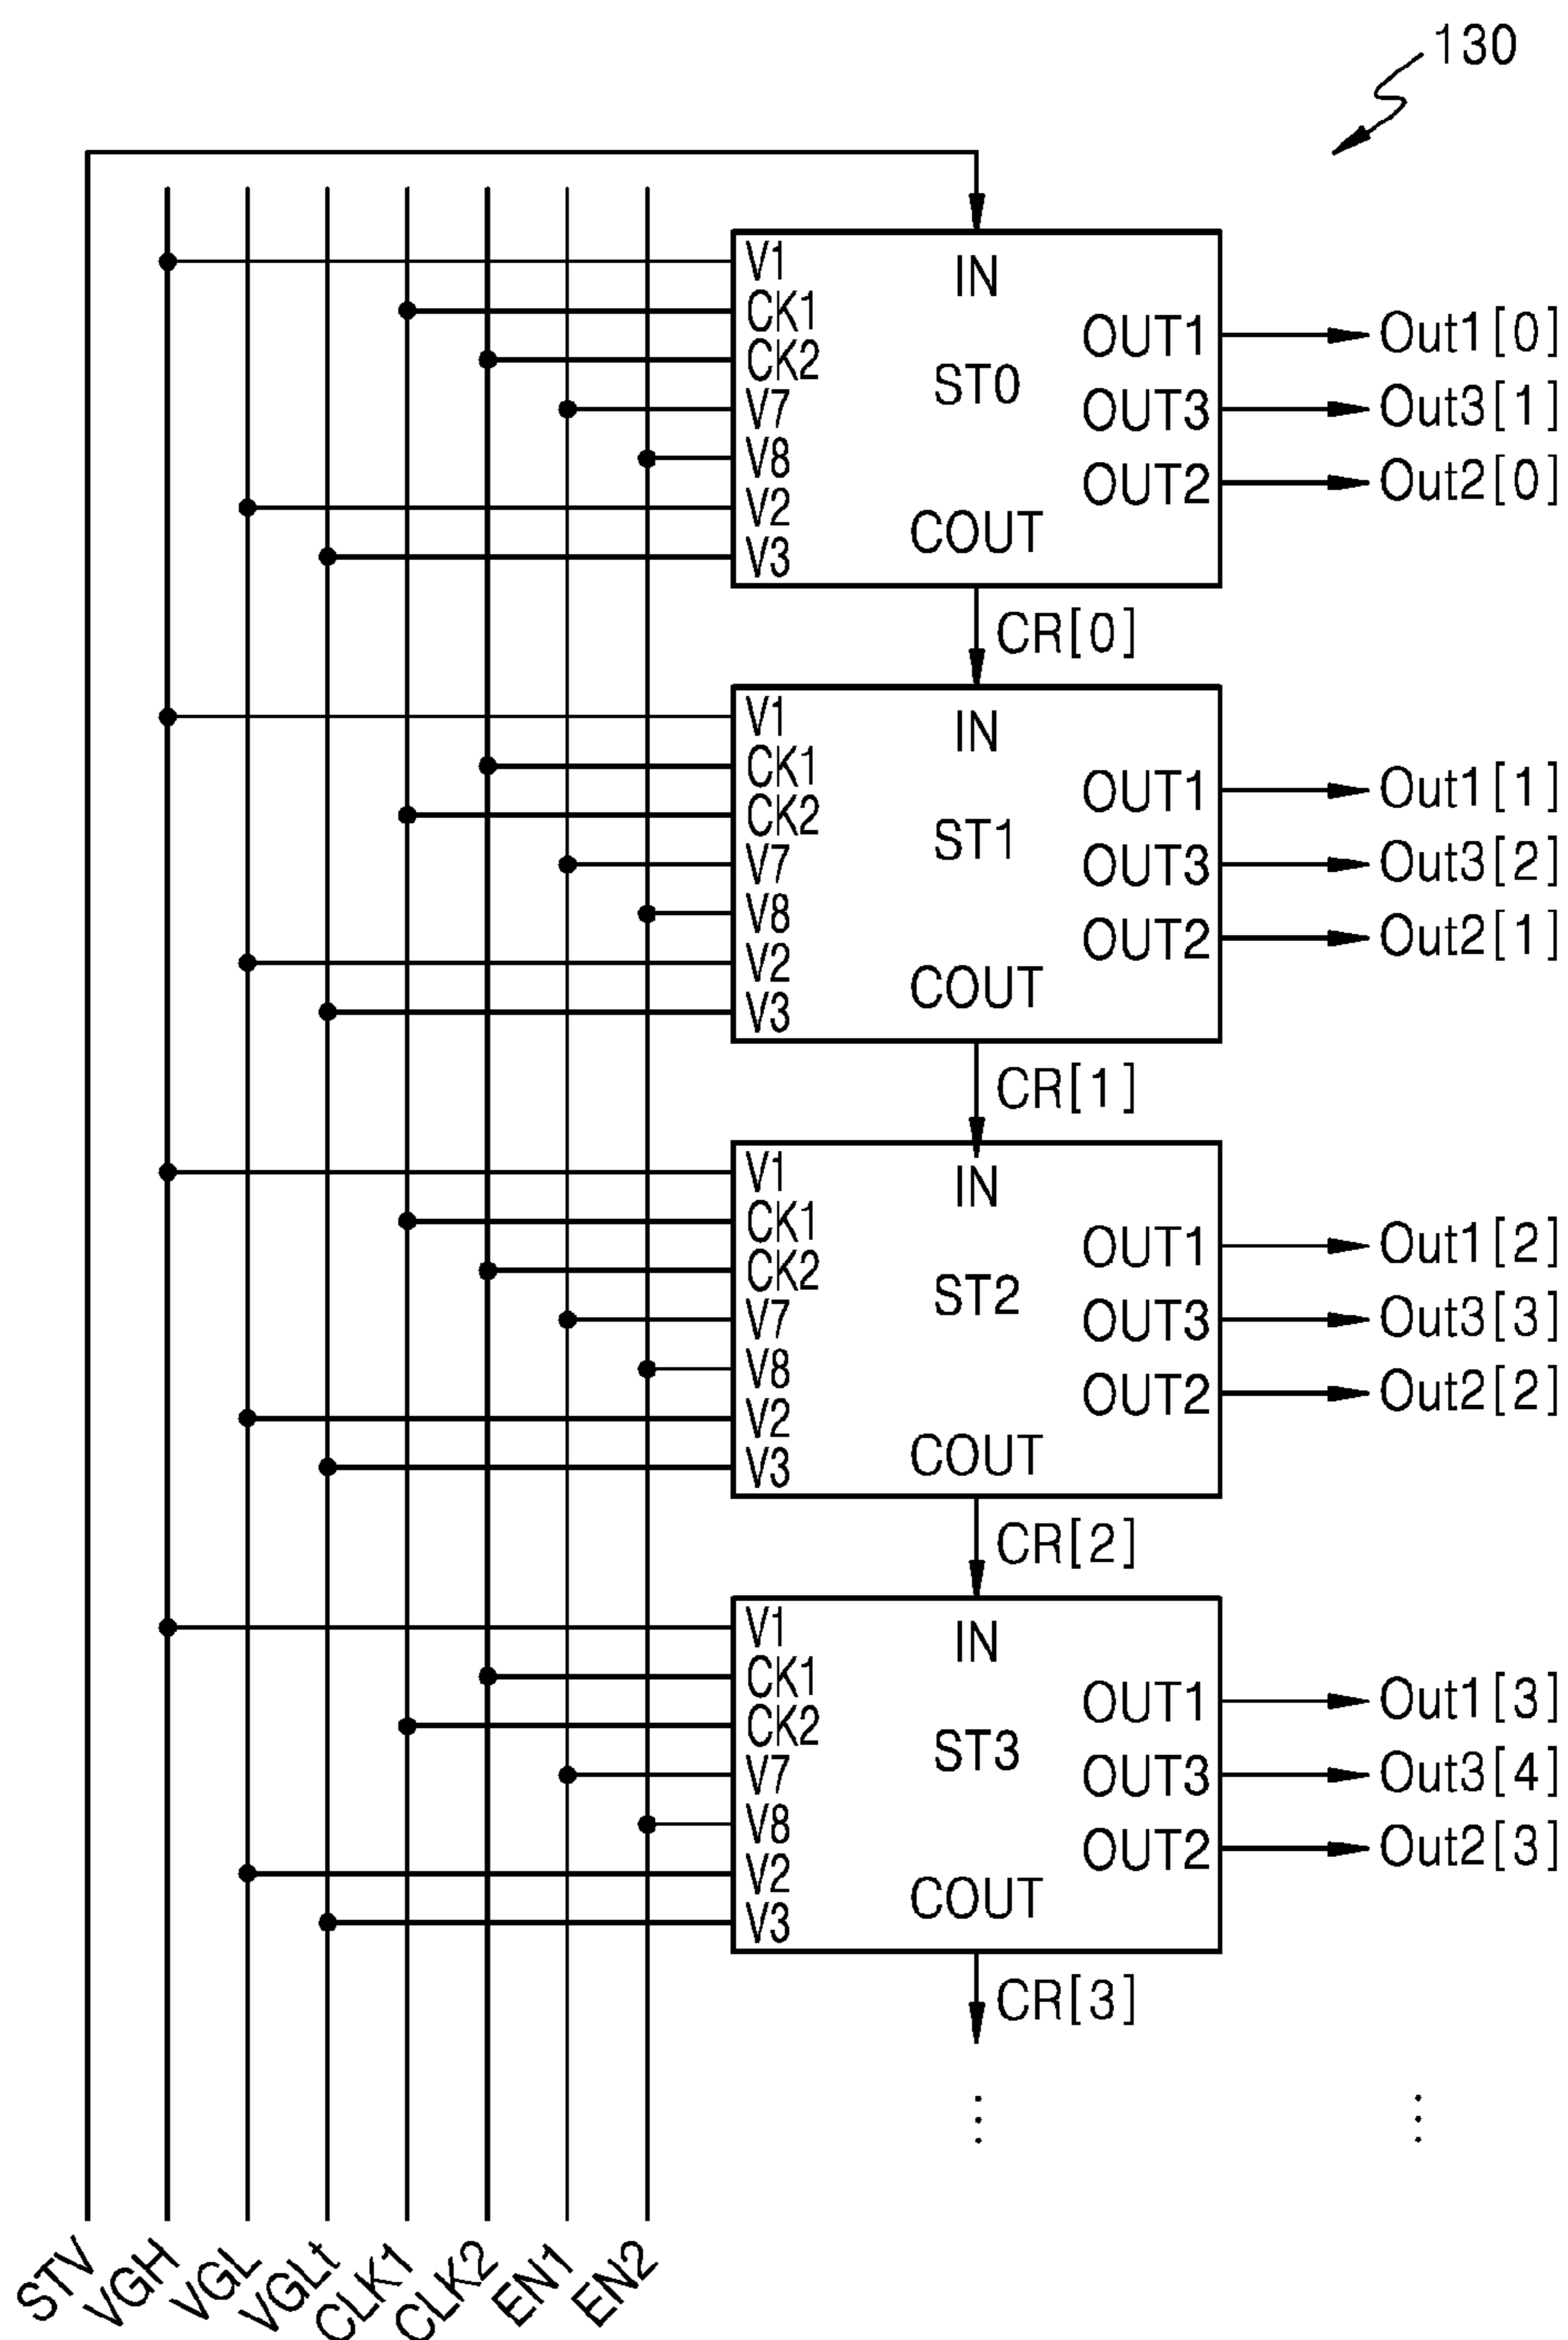 130
V1
IN
CK1
OUT1
Out1[0]
CK2
ST0
V7
OUT3
Out3[1]
V8
OUT2
Out2[0]
V2
COUT
V3
CR[0]
V1
IN
CK1
OUT1
Out1[1]
CK2
ST1
V7
OUT3
Out3[2]
V8
OUT2
Out2[1]
V2
COUT
V3
CR[1]
V1
IN
CK1
OUT1
Out1[2]
CK2
ST2
V7
OUT3
Out3[3]
V8
OUT2
Out2[2]
V2
COUT
V3
CR[2]
V1
IN
CK1
OUT1
Out1[3]
CK2
ST3
V7
OUT3
Out3[4]
V8
OUT2
Out2[3]
V2
COUT
V3
CR[3]
STV
VGH
VGL
VGLt
CLK1
CLK2
EN1
EN2